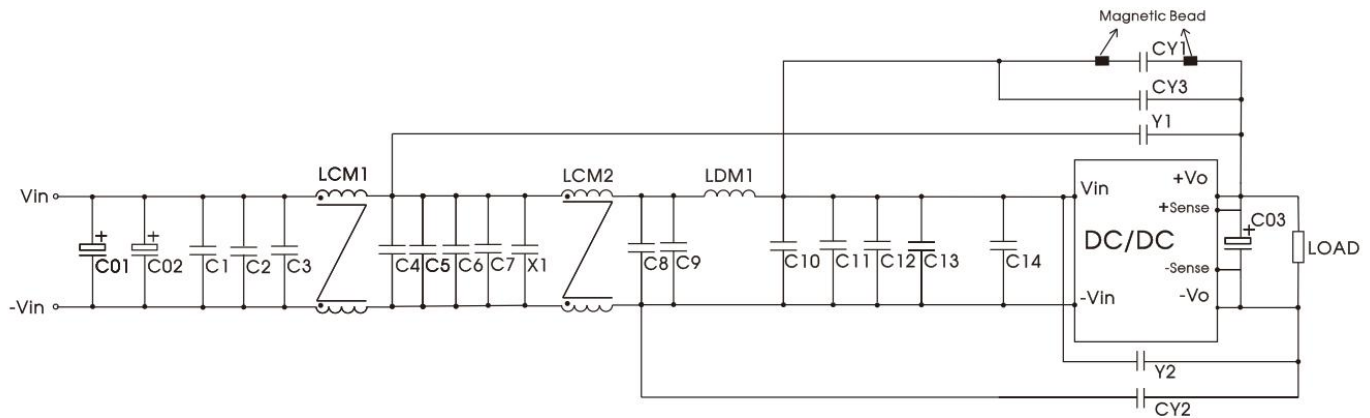 Magnetic Bead
CY1
CY3
Y1
LCM1
LCM2
LDM1
Vin
Vin
+Vo
+Sense
+
+
+
C03
DC/DC
LOAD
C01
C02
C1
C2
C3
C4
C5
C6
C7
X1
C8
C9
C10
C11
C12
C13
C14
-Sense
-Vin
-Vin
-Vo
Y2
CY2